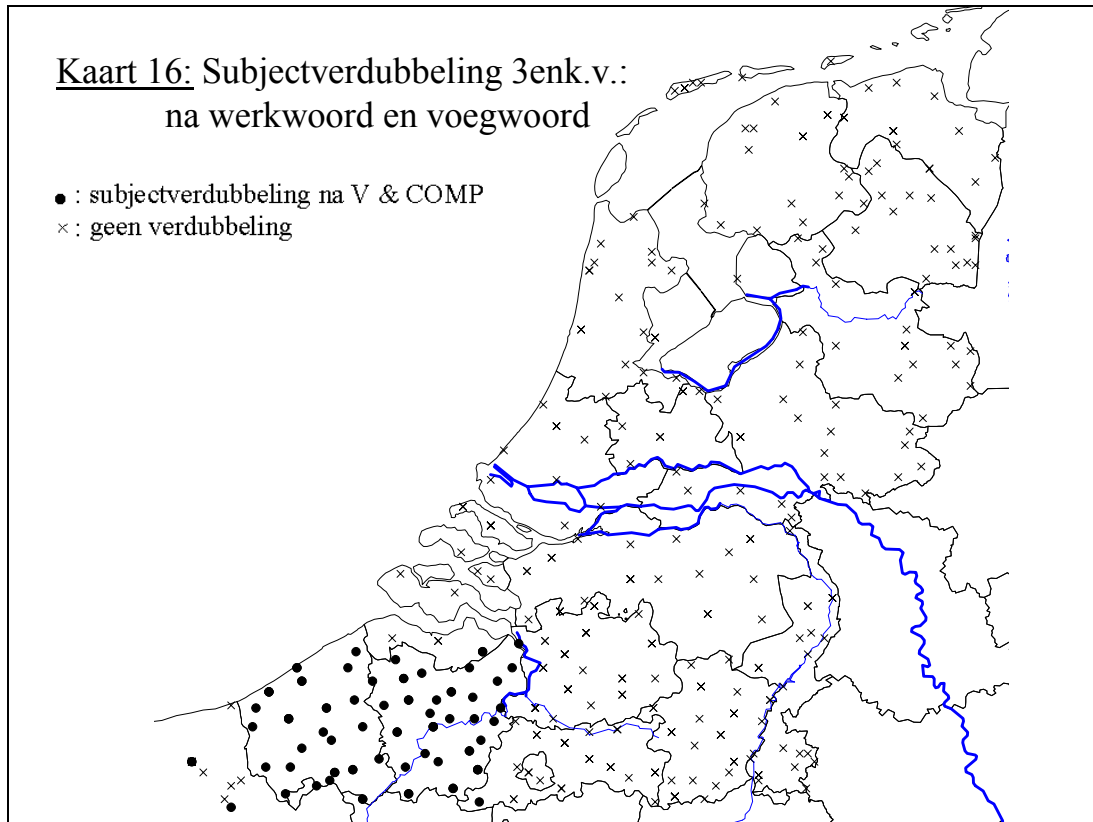 Kaart 16: Subjectverdubbeling 3enk.v.:
na werkwoord en voegwoord
● : subjectverdubbeling na V & COMP
× : geen verdubbeling